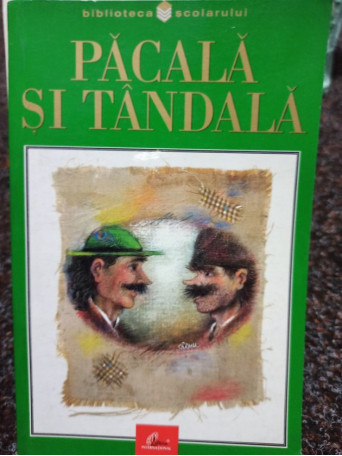 biblioteca școlarului
PĂCALĂ
ȘI TÂNDALĂ